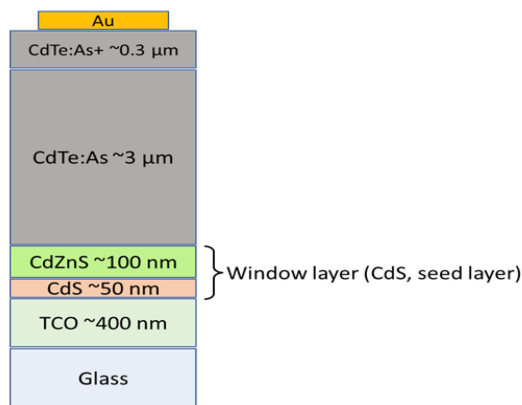 Au
CdTe:As+ ~0.3 µm
CdTe:As ~3 µm
CdZnS ~100 nm
Window layer (CdS, seed layer)
CdS ~50 nm
TCO ~400 nm
Glass